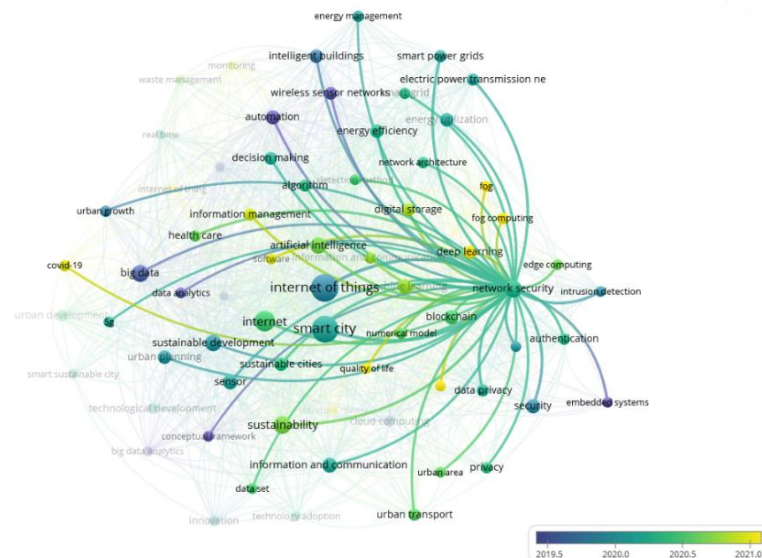 energy management
intelligent buildings
smart power grids
monitoring
waste management
electric power transmission ne
wireless sensor networks
smart grid
automation
energy utilization
energy efficiency
real time
decision making
network architecture
detection method
algorithm
internet of thing
fog
urban growth
information management
digital storage
fog computing
health care
artificial intelligence
deep learning
software
information and communication
covid-19
big data
edge computing
internet of things
network security
data analytics
intrusion detection
urban development
5g
internet
smart city
blockchain
numerical model
authentication
sustainable development
urban planning
sustainable cities
quality of life
smart sustainable city
sensor
data privacy
technological development
security
embedded systems
sustainability
cloud computing
conceptual framework
big data analytics
information and communication
privacy
urban area
data set
urban transport
innovation
technology adoption
2019.5 2020.0 2020.5 2021.0